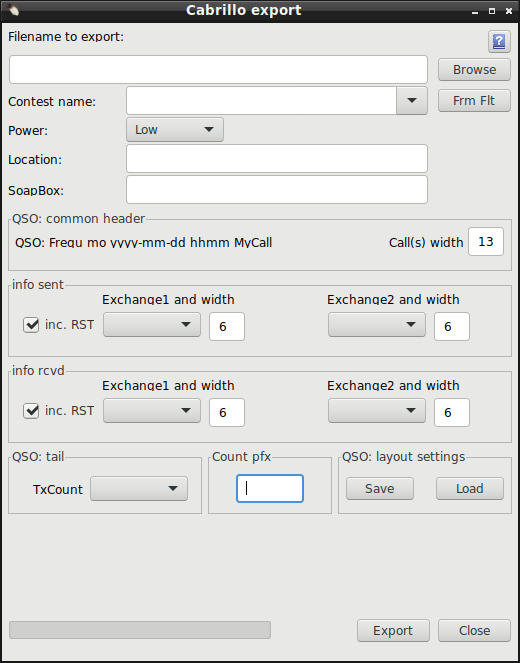 Cabrillo export
Filename to export:
?
Browse
Contest name:
Frm Flt
Power:
Low
Location:
SoapBox:
QSO: common header
QSO: Frequ mo yyyy-mm-dd hhmm MyCall
Call(s) width
13
info sent
Exchange1 and width
Exchange2 and width
inc. RST
6
6
info rcvd
Exchange1 and width
Exchange2 and width
inc. RST
6
6
QSO: tail
Count pfx
QSO: layout settings
TxCount
Save
Load
Export
Close